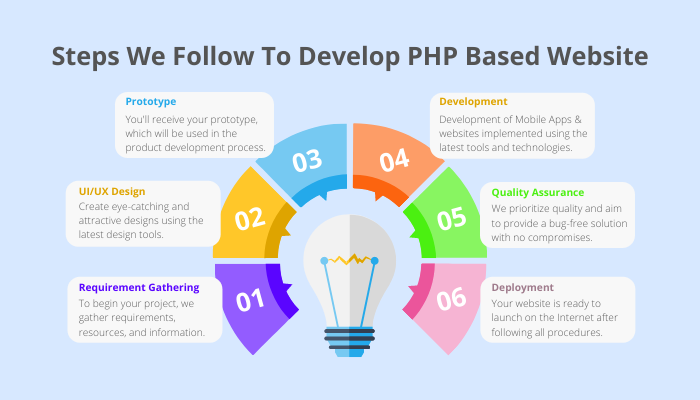 Steps We Follow To Develop PHP Based Website
Requirement Gathering
To begin your project, we
gather requirements,
resources, and information.
01
UI/UX Design
Create eye-catching and
attractive designs using the
latest design tools.
02
Prototype
You'll receive your prototype,
which will be used in the
product development process.
03
Development
Development of Mobile Apps &
websites implemented using the
latest tools and technologies.
04
Quality Assurance
We prioritize quality and aim
to provide a bug-free solution
with no compromises.
05
Deployment
Your website is ready to
launch on the Internet after
following all procedures.
06